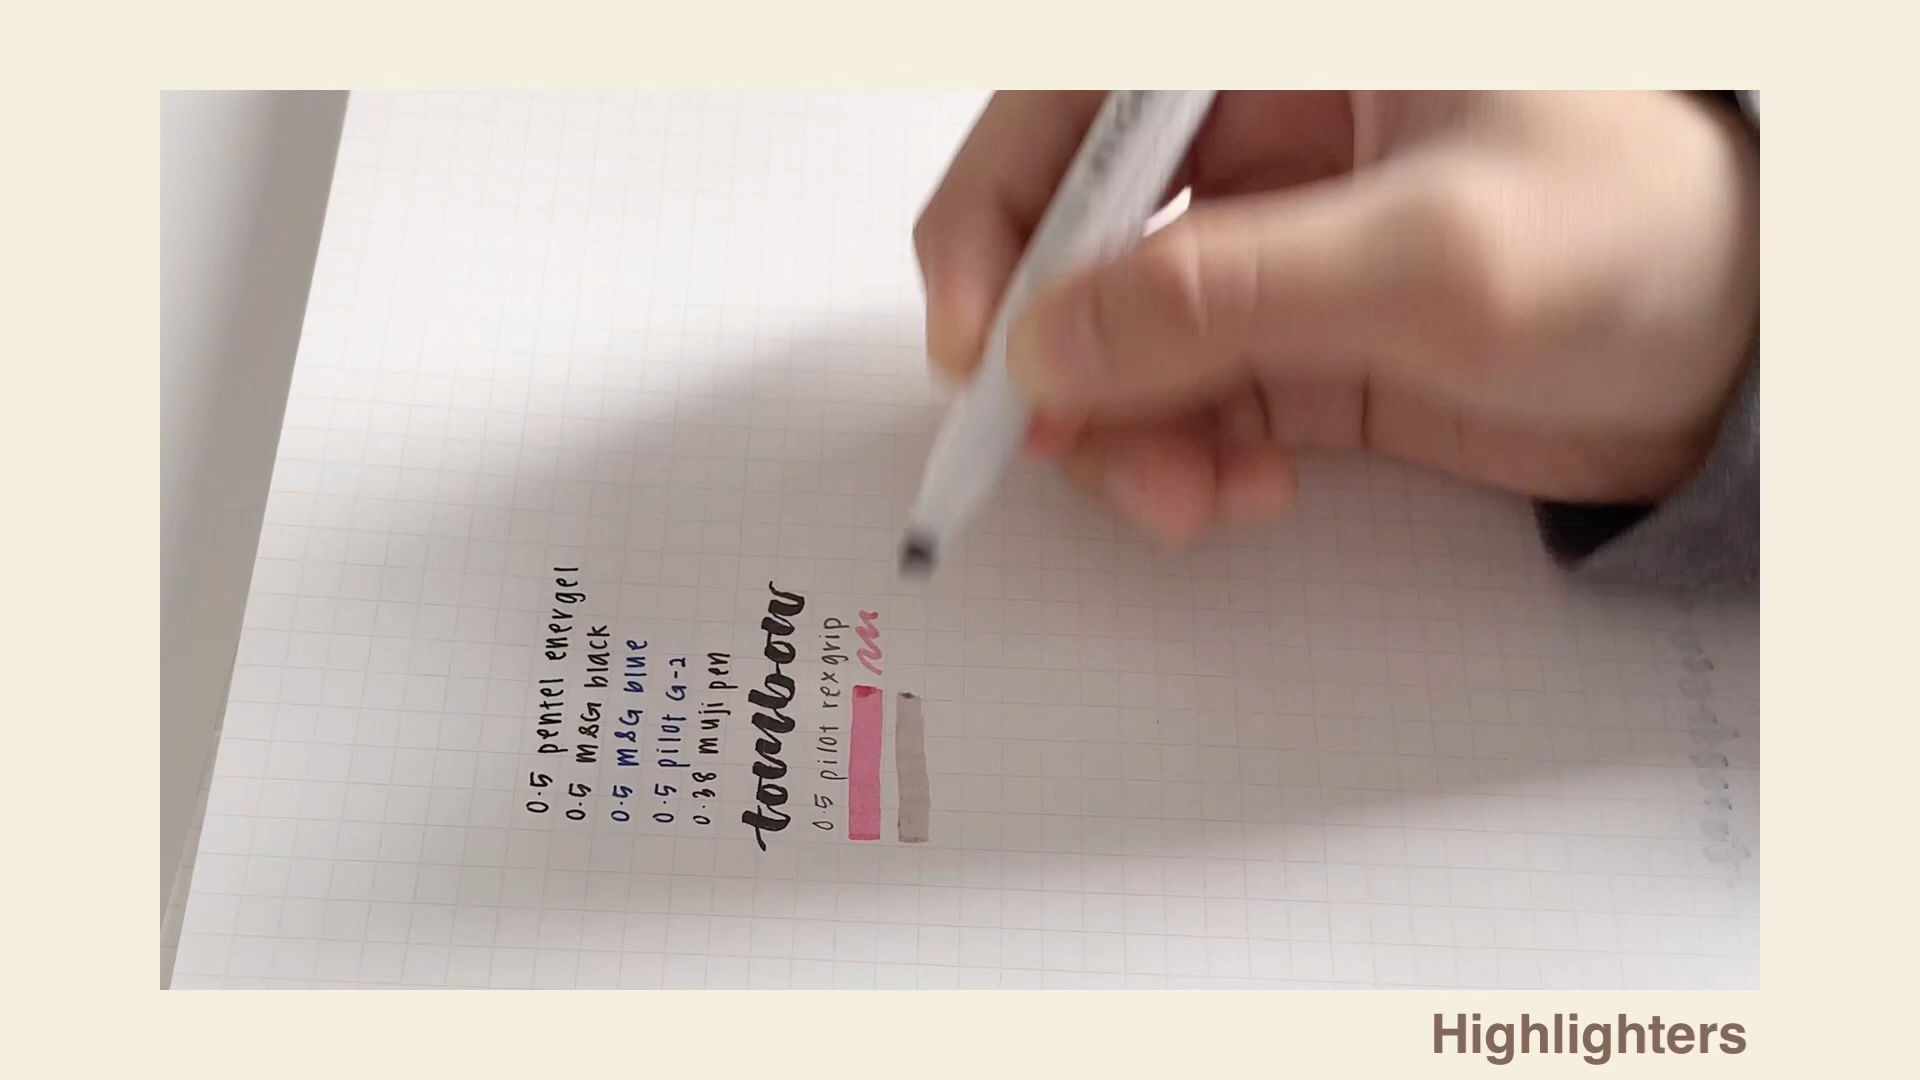 0.5 pentel energel
0.5 M&G black
0.5 M&G blue
0.5 pilot G-2
0.38 muji pen
tombow
0.5 pilot rexgrip
Highlighters